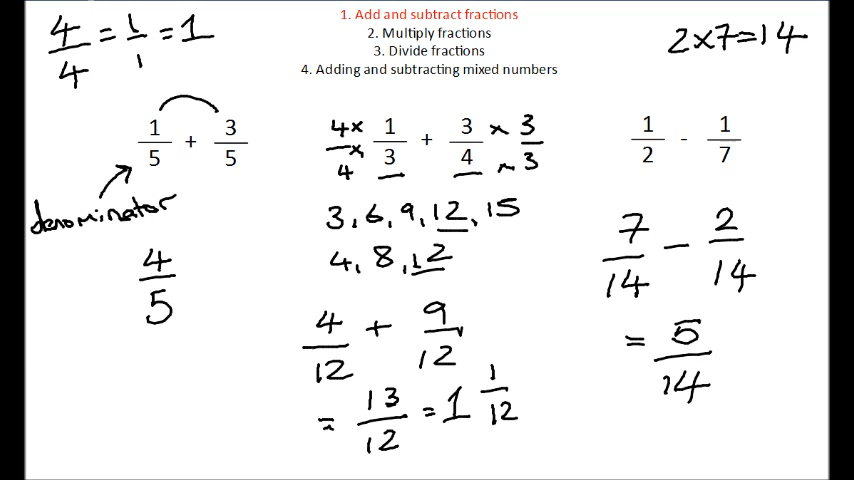 1. Add and subtract fractions
2. Multiply fractions
3. Divide fractions
4. Adding and subtracting mixed numbers
4/4 = 1/1 = 1
2x7=14
1/5 + 3/5
denominator
4/5
4x/4x 1/3 + 3/4 x 3/x 3
3, 6, 9, 12, 15
4, 8, 12
4/12 + 9/12
= 13/12 = 1 1/12
1/2 - 1/7
7/14 - 2/14
= 5/14